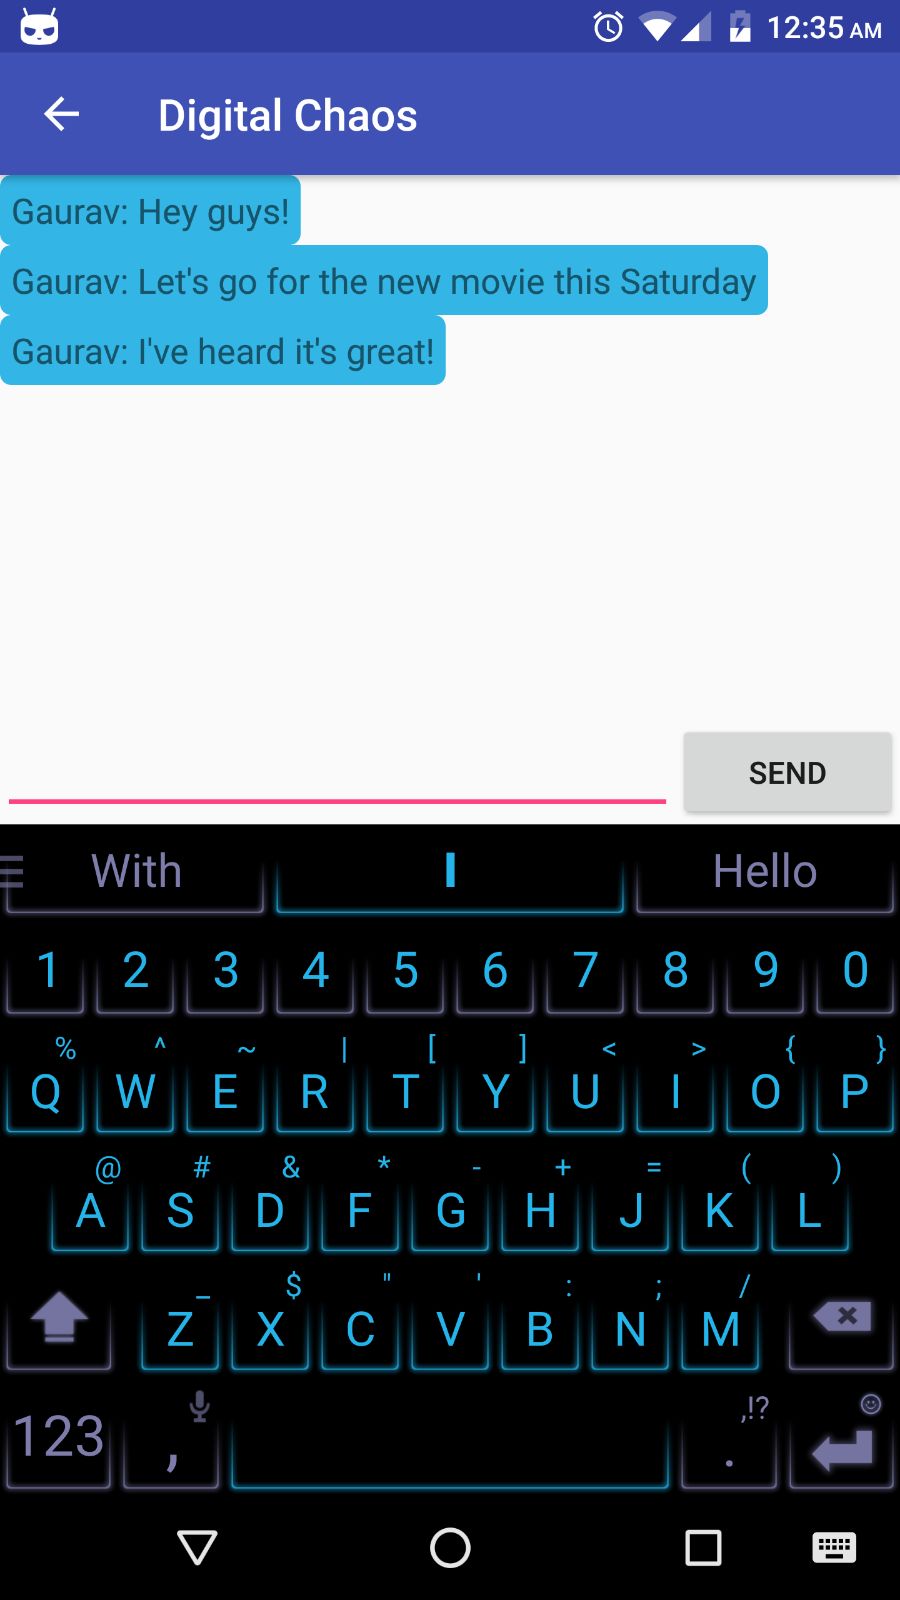 12:35 AM
Digital Chaos
Gaurav: Hey guys!
Gaurav: Let's go for the new movie this Saturday
Gaurav: I've heard it's great!
SEND
With I Hello
1 2 3 4 5 6 7 8 9 0
% ^ ~ | [ ] < > { }
Q W E R T Y U I O P
@ # & * - + = ( )
A S D F G H J K L
_ $ " ' : ; /
Z X C V B N M
,!?
123 , .